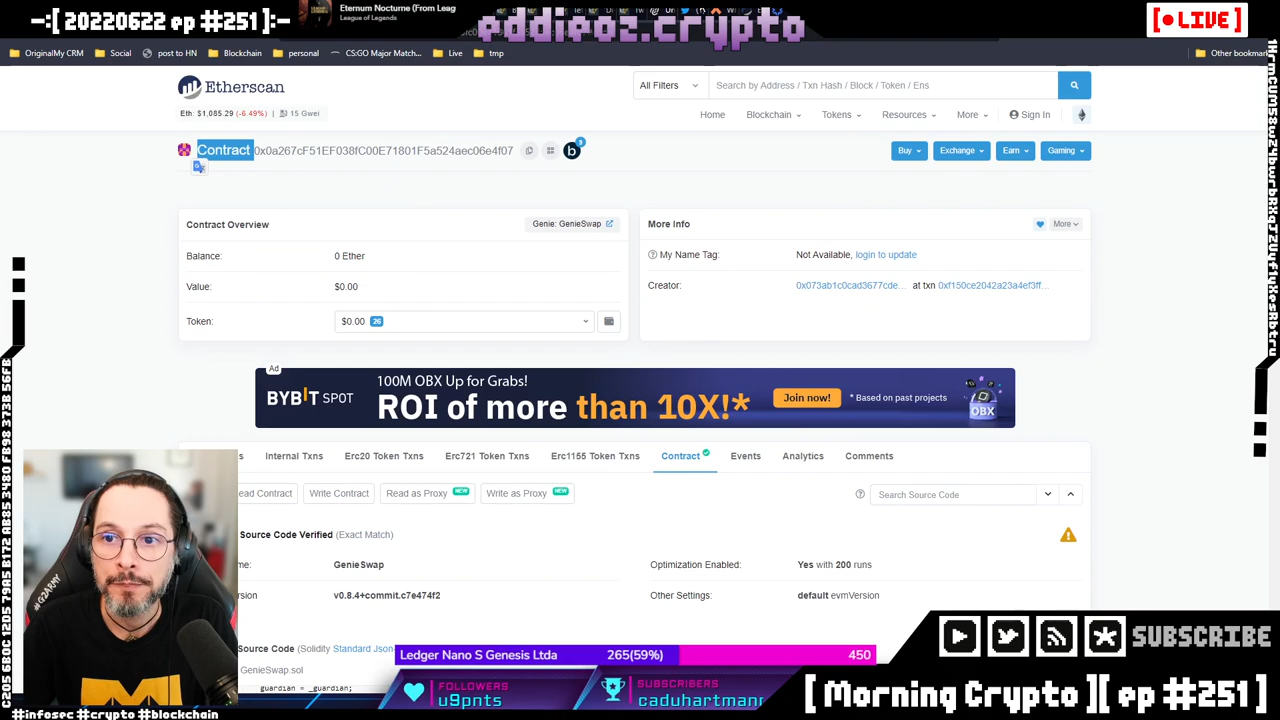 -:[ 20220622 ep #251 ]:-
Eternum Nocturne (From Leag
League of Legends
eddieoz.crypto
[ • LIVE ]
OriginalMy CRM
Social
post to HN
Blockchain
personal
CS:GO Major Match...
Live
tmp
Other bookmar
Etherscan
All Filters
Search by Address / Txn Hash / Block / Token / Ens
Eth: $1,085.29 (-6.49%) | 15 Gwei
Home
Blockchain
Tokens
Resources
More
Sign In
Contract 0x0a267cF51EF038fC00E71801F5a524aec06e4f07
Buy
Exchange
Earn
Gaming
Contract Overview
Genie: GenieSwap
Balance:
0 Ether
Value:
$0.00
Token:
$0.00 26
More Info
More
My Name Tag:
Not Available, login to update
Creator:
0x073ab1c0cad3677cde... at txn 0xf150ce2042a23a4ef3ff...
Ad
BYBIT SPOT
100M OBX Up for Grabs!
ROI of more than 10X!*
Join now!
* Based on past projects
OBX
s
Internal Txns
Erc20 Token Txns
Erc721 Token Txns
Erc1155 Token Txns
Contract
Events
Analytics
Comments
ead Contract
Write Contract
Read as Proxy NEW
Write as Proxy NEW
Search Source Code
Source Code Verified (Exact Match)
me:
GenieSwap
Optimization Enabled:
Yes with 200 runs
ersion
v0.8.4+commit.c7e474f2
Other Settings:
default evmVersion
Source Code (Solidity Standard Json-
GenieSwap.sol
guardian = _guardian;
#G2ARMY
Ledger Nano S Genesis Ltda
265(59%)
450
FOLLOWERS
u9pnts
SUBSCRIBERS
caduhartmann
SUBSCRIBE
[ Morning Crypto ][ ep #251 ]
#infosec #crypto #blockchain